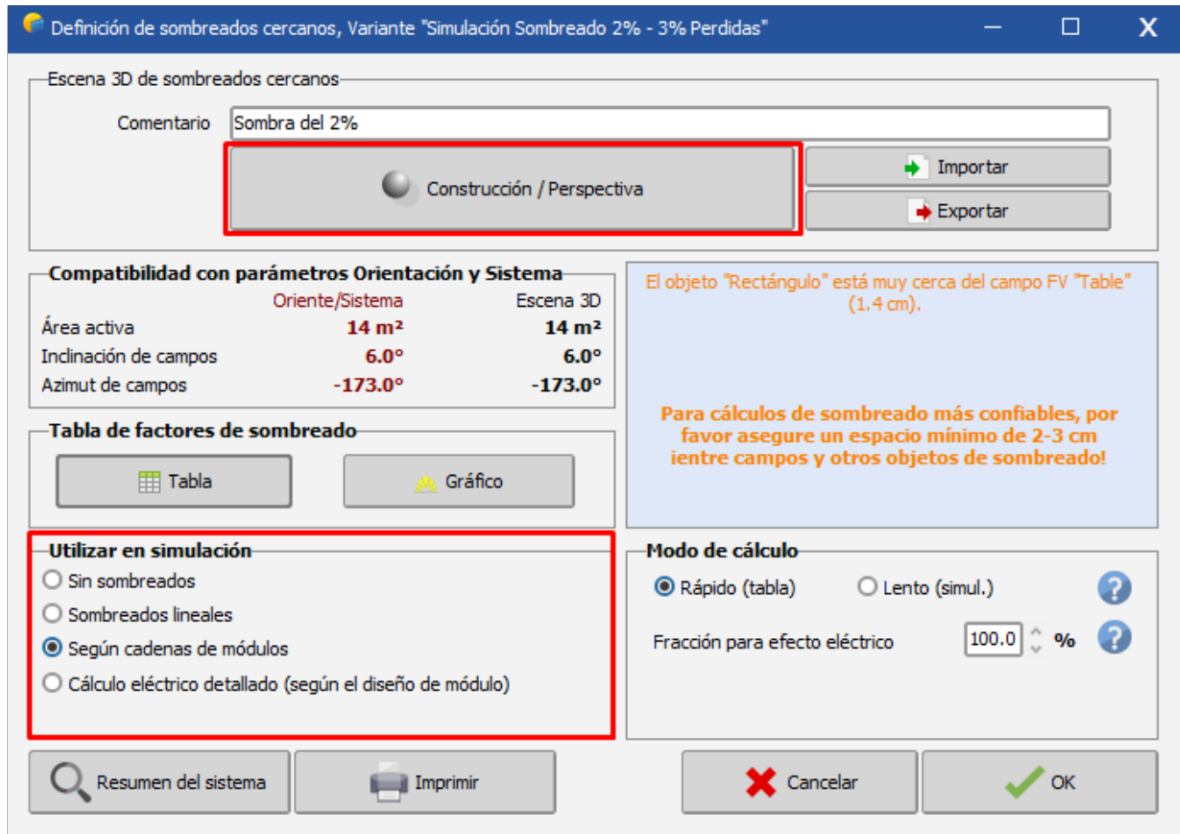 Definición de sombreados cercanos, Variante "Simulación Sombreado 2% - 3% Perdidas"
Escena 3D de sombreados cercanos
Comentario Sombra del 2%
Construcción / Perspectiva
Importar
Exportar
Compatibilidad con parámetros Orientación y Sistema
Oriente/Sistema Escena 3D
Área activa 14 m² 14 m²
Inclinación de campos 6.0° 6.0°
Azimut de campos -173.0° -173.0°
El objeto "Rectángulo" está muy cerca del campo FV "Table"
(1.4 cm).
Para cálculos de sombreado más confiables, por
favor asegure un espacio mínimo de 2-3 cm
ientre campos y otros objetos de sombreado!
Tabla de factores de sombreado
Tabla Gráfico
Utilizar en simulación
Sin sombreados
Sombreados lineales
Según cadenas de módulos
Cálculo eléctrico detallado (según el diseño de módulo)
Modo de cálculo
Rápido (tabla) Lento (simul.) ?
Fracción para efecto eléctrico 100.0 % ?
Resumen del sistema Imprimir Cancelar OK